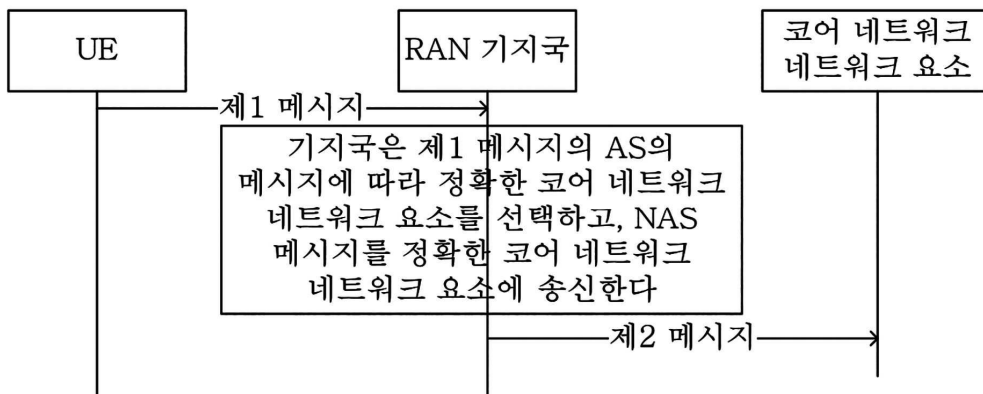 UE
RAN 기지국
코어 네트워크
네트워크 요소
제1 메시지
기지국은 제1 메시지의 AS의
메시지에 따라 정확한 코어 네트워크
네트워크 요소를 선택하고, NAS
메시지를 정확한 코어 네트워크
네트워크 요소에 송신한다
제2 메시지